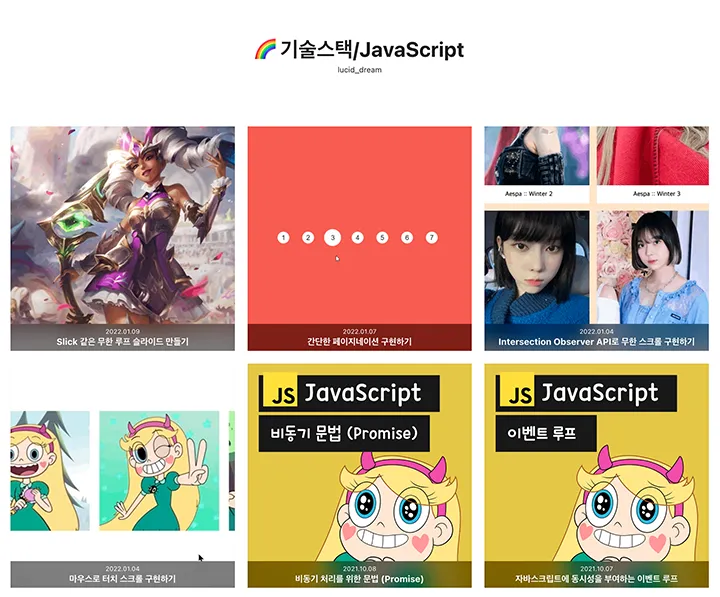 🌈 기술스택/JavaScript
lucid_dream
2022.01.09
Slick 같은 무한 루프 슬라이드 만들기
1 2 3 4 5 6 7
2022.01.07
간단한 페이지네이션 구현하기
Aespa :: Winter 2
Aespa :: Winter 3
2022.01.04
Intersection Observer API로 무한 스크롤 구현하기
2022.01.04
마우스로 터치 스크롤 구현하기
JS JavaScript
비동기 문법 (Promise)
2021.10.08
비동기 처리를 위한 문법 (Promise)
JS JavaScript
이벤트 루프
2021.10.07
자바스크립트에 동시성을 부여하는 이벤트 루프